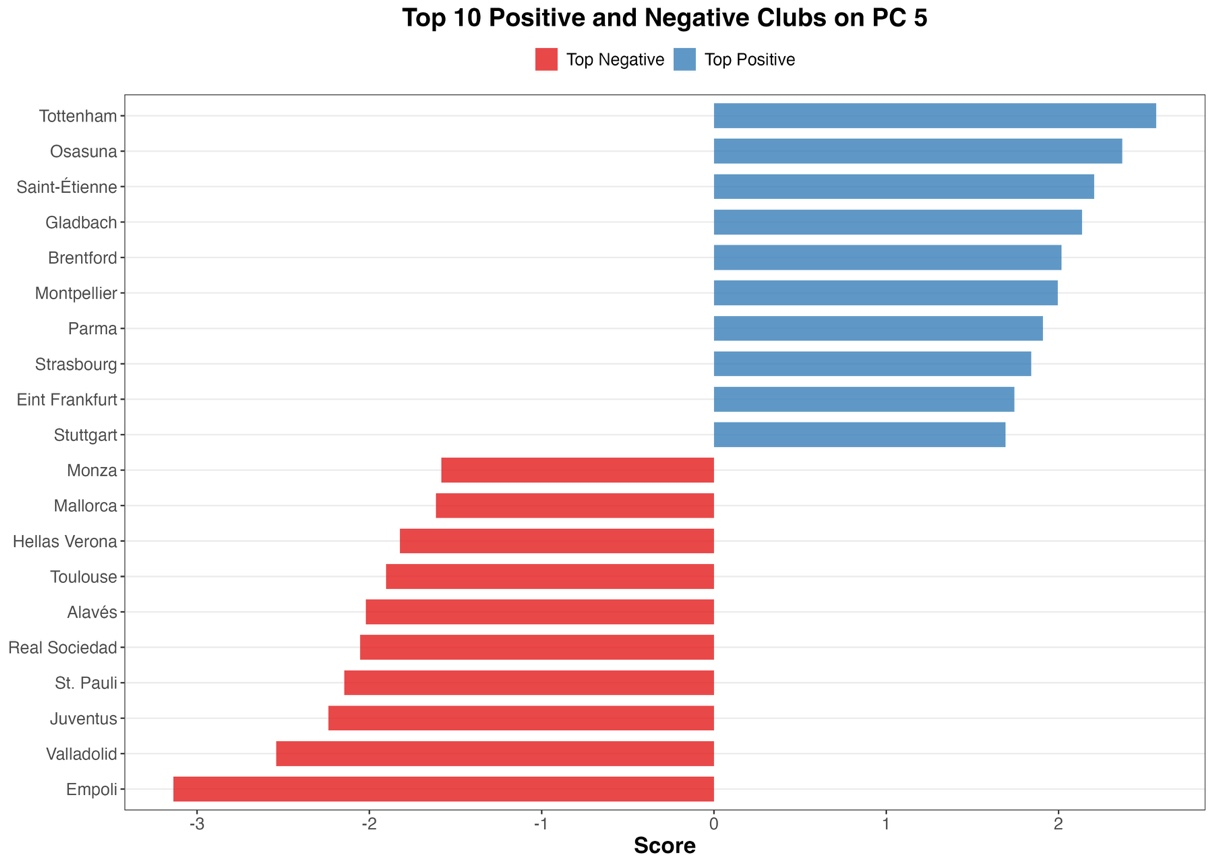 Top 10 Positive and Negative Clubs on PC 5
Top Negative Top Positive
Tottenham
Osasuna
Saint-Étienne
Gladbach
Brentford
Montpellier
Parma
Strasbourg
Eint Frankfurt
Stuttgart
Monza
Mallorca
Hellas Verona
Toulouse
Alavés
Real Sociedad
St. Pauli
Juventus
Valladolid
Empoli
-3 -2 -1 0 1 2
Score